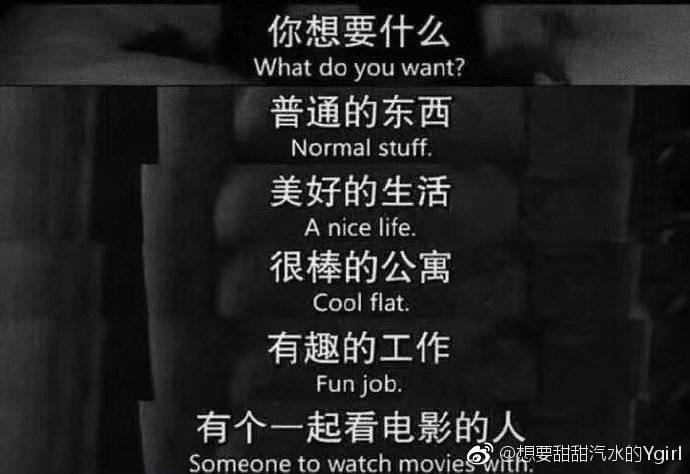 你想要什么
What do you want?
普通的东西
Normal stuff.
美好的生活
A nice life.
很棒的公寓
Cool flat.
有趣的工作
Fun job.
有个一起看电影的人
@想要甜甜汽水的Ygirl
Someone to watch movies with.